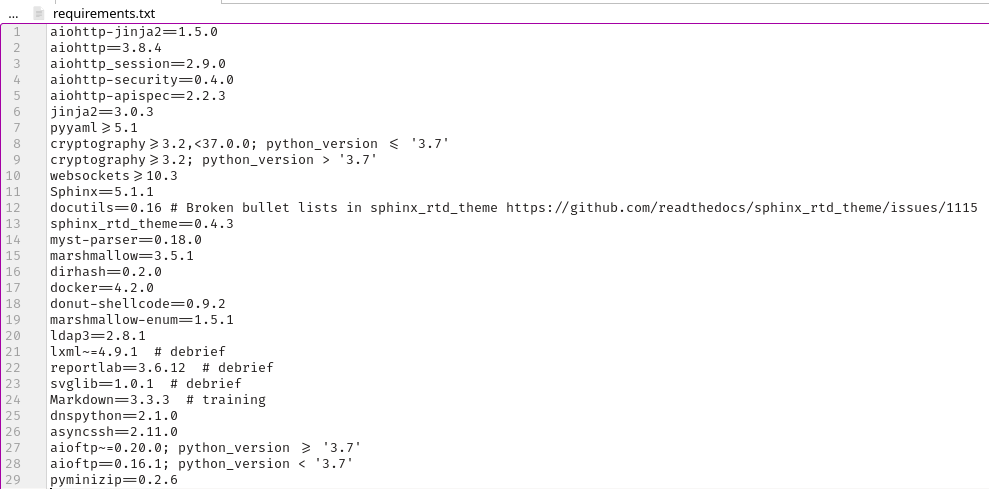 ... requirements.txt
1 aiohttp-jinja2==1.5.0
2 aiohttp==3.8.4
3 aiohttp_session==2.9.0
4 aiohttp-security==0.4.0
5 aiohttp-apispec==2.2.3
6 jinja2==3.0.3
7 pyyaml>=5.1
8 cryptography>=3.2,<37.0.0; python_version <= '3.7'
9 cryptography>=3.2; python_version > '3.7'
10 websockets>=10.3
11 Sphinx==5.1.1
12 docutils==0.16 # Broken bullet lists in sphinx_rtd_theme https://github.com/readthedocs/sphinx_rtd_theme/issues/1115
13 sphinx_rtd_theme==0.4.3
14 myst-parser==0.18.0
15 marshmallow==3.5.1
16 dirhash==0.2.0
17 docker==4.2.0
18 donut-shellcode==0.9.2
19 marshmallow-enum==1.5.1
20 ldap3==2.8.1
21 lxml~=4.9.1  # debrief
22 reportlab==3.6.12  # debrief
23 svglib==1.0.1  # debrief
24 Markdown==3.3.3  # training
25 dnspython==2.1.0
26 asyncssh==2.11.0
27 aioftp~=0.20.0; python_version >= '3.7'
28 aioftp==0.16.1; python_version < '3.7'
29 pyminizip==0.2.6